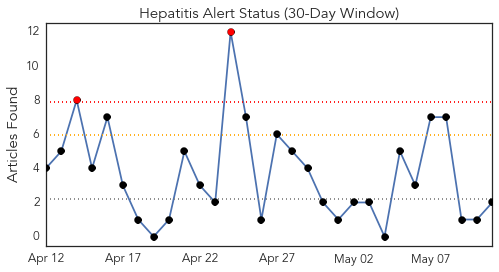 Hepatitis Alert Status (30-Day Window)
Articles Found
12
10
8
6
4
2
0
Apr 12 Apr 17 Apr 22 Apr 27 May 02 May 07